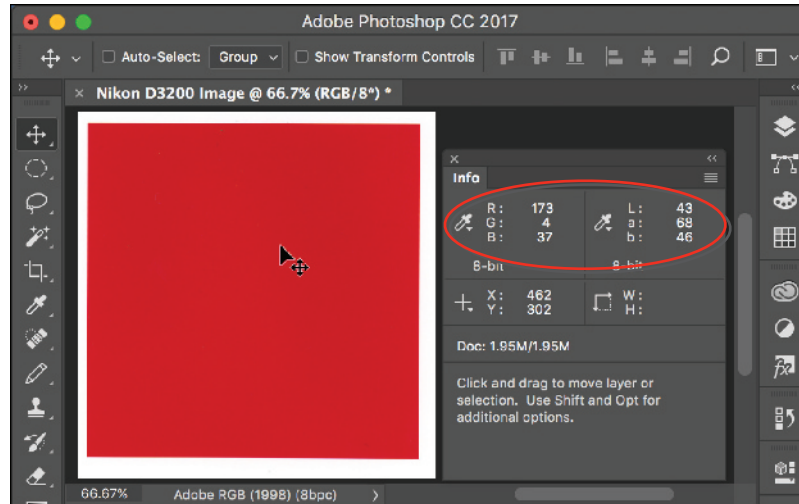 Adobe Photoshop CC 2017
Auto-Select: Group Show Transform Controls
Nikon D3200 Image @ 66.7% (RGB/8*) *
Info
R: 173 L: 43
G: 4 a: 68
B: 37 b: 46
8-bit 8-bit
X: 462 W:
Y: 302 H:
Doc: 1.95M/1.95M
Click and drag to move layer or
selection. Use Shift and Opt for
additional options.
66.67% Adobe RGB (1998) (8bpc)